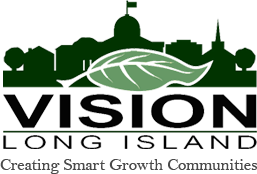 VISION
LONG ISLAND
Creating Smart Growth Communities